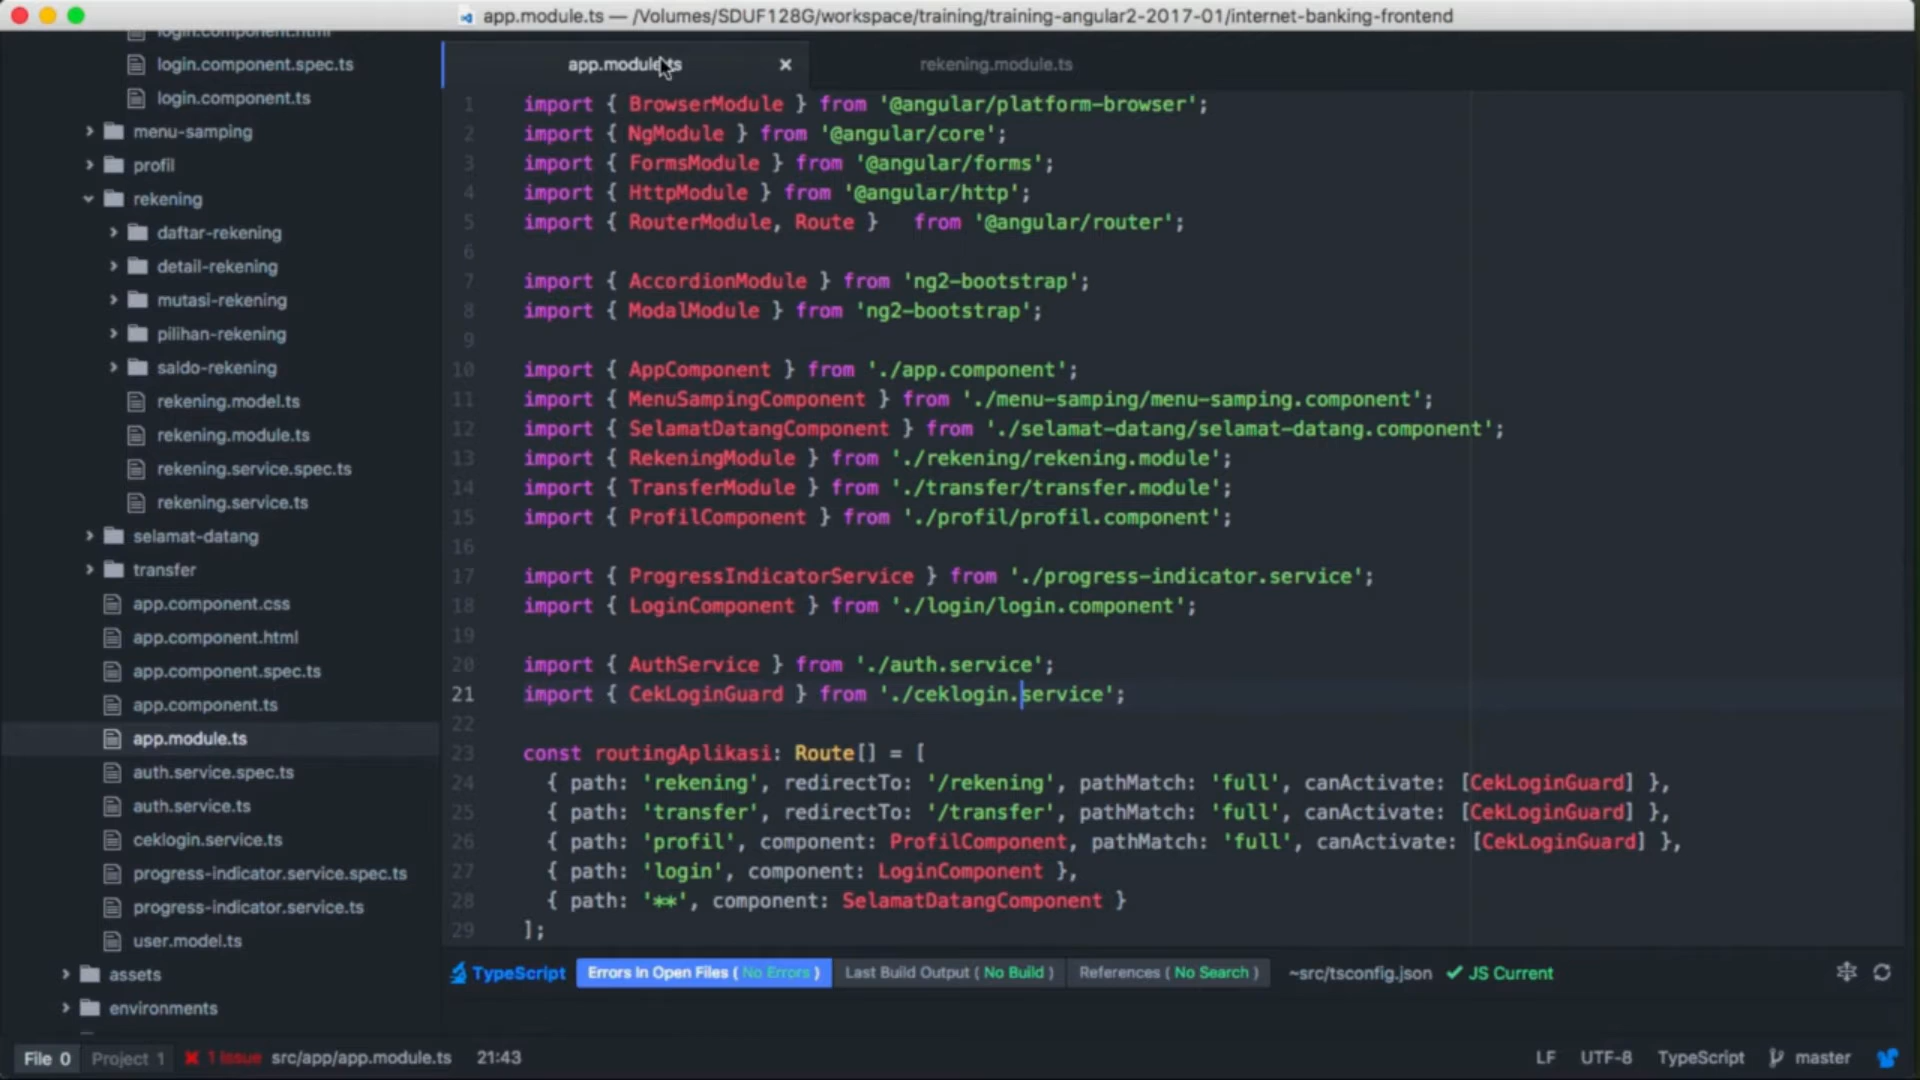 app.module.ts — /Volumes/SDUF128G/workspace/training/training-angular2-2017-01/internet-banking-frontend
login.component.html
login.component.spec.ts
login.component.ts
menu-samping
profil
rekening
daftar-rekening
detail-rekening
mutasi-rekening
pilihan-rekening
saldo-rekening
rekening.model.ts
rekening.module.ts
rekening.service.spec.ts
rekening.service.ts
selamat-datang
transfer
app.component.css
app.component.html
app.component.spec.ts
app.component.ts
app.module.ts
auth.service.spec.ts
auth.service.ts
ceklogin.service.ts
progress-indicator.service.spec.ts
progress-indicator.service.ts
user.model.ts
assets
environments
app.module.ts
rekening.module.ts
1 import { BrowserModule } from '@angular/platform-browser';
2 import { NgModule } from '@angular/core';
3 import { FormsModule } from '@angular/forms';
4 import { HttpModule } from '@angular/http';
5 import { RouterModule, Route }   from '@angular/router';
6
7 import { AccordionModule } from 'ng2-bootstrap';
8 import { ModalModule } from 'ng2-bootstrap';
9
10 import { AppComponent } from './app.component';
11 import { MenuSampingComponent } from './menu-samping/menu-samping.component';
12 import { SelamatDatangComponent } from './selamat-datang/selamat-datang.component';
13 import { RekeningModule } from './rekening/rekening.module';
14 import { TransferModule } from './transfer/transfer.module';
15 import { ProfilComponent } from './profil/profil.component';
16
17 import { ProgressIndicatorService } from './progress-indicator.service';
18 import { LoginComponent } from './login/login.component';
19
20 import { AuthService } from './auth.service';
21 import { CekLoginGuard } from './ceklogin.service';
22
23 const routingAplikasi: Route[] = [
24   { path: 'rekening', redirectTo: '/rekening', pathMatch: 'full', canActivate: [CekLoginGuard] },
25   { path: 'transfer', redirectTo: '/transfer', pathMatch: 'full', canActivate: [CekLoginGuard] },
26   { path: 'profil', component: ProfilComponent, pathMatch: 'full', canActivate: [CekLoginGuard] },
27   { path: 'login', component: LoginComponent },
28   { path: '**', component: SelamatDatangComponent }
29 ];
TypeScript Errors In Open Files ( No Errors ) Last Build Output ( No Build ) References ( No Search ) ~src/tsconfig.json JS Current
File 0 Project 1 1 Issue src/app/app.module.ts 21:43 LF UTF-8 TypeScript master